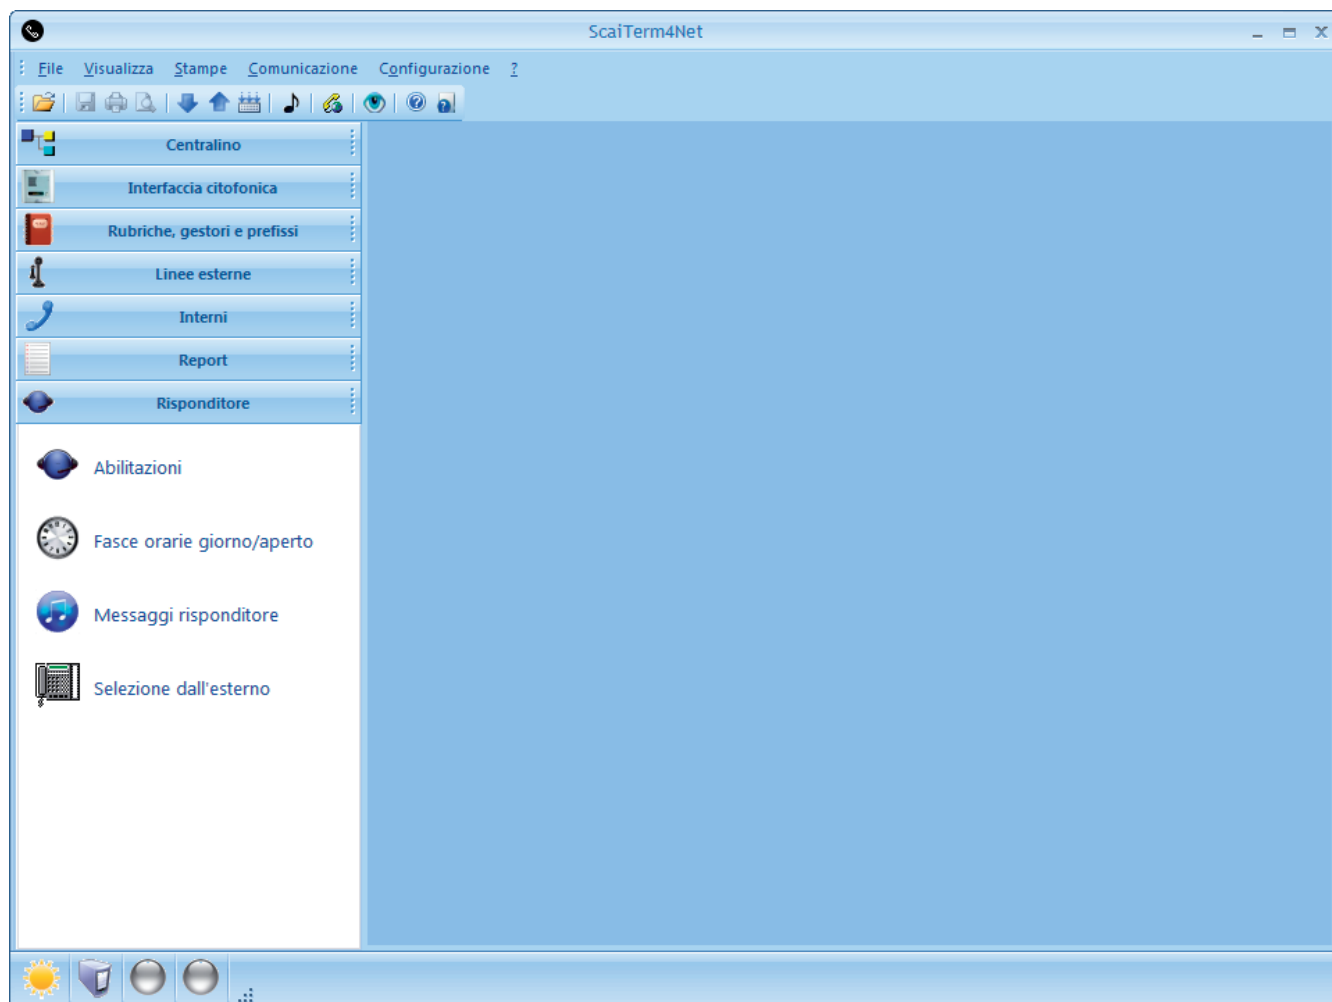 ScaiTerm4Net
File Visualizza Stampe Comunicazione Configurazione ?
Centralino
Interfaccia citofonica
Rubriche, gestori e prefissi
Linee esterne
Interni
Report
Risponditore
Abilitazioni
Fasce orarie giorno/aperto
Messaggi risponditore
Selezione dall'esterno